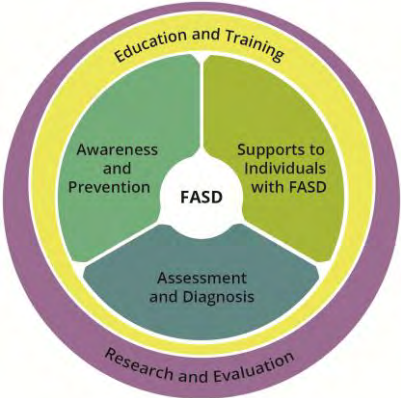 Education and Training
Awareness
and
Prevention
Supports to
Individuals
with FASD
FASD
Assessment
and Diagnosis
Research and Evaluation